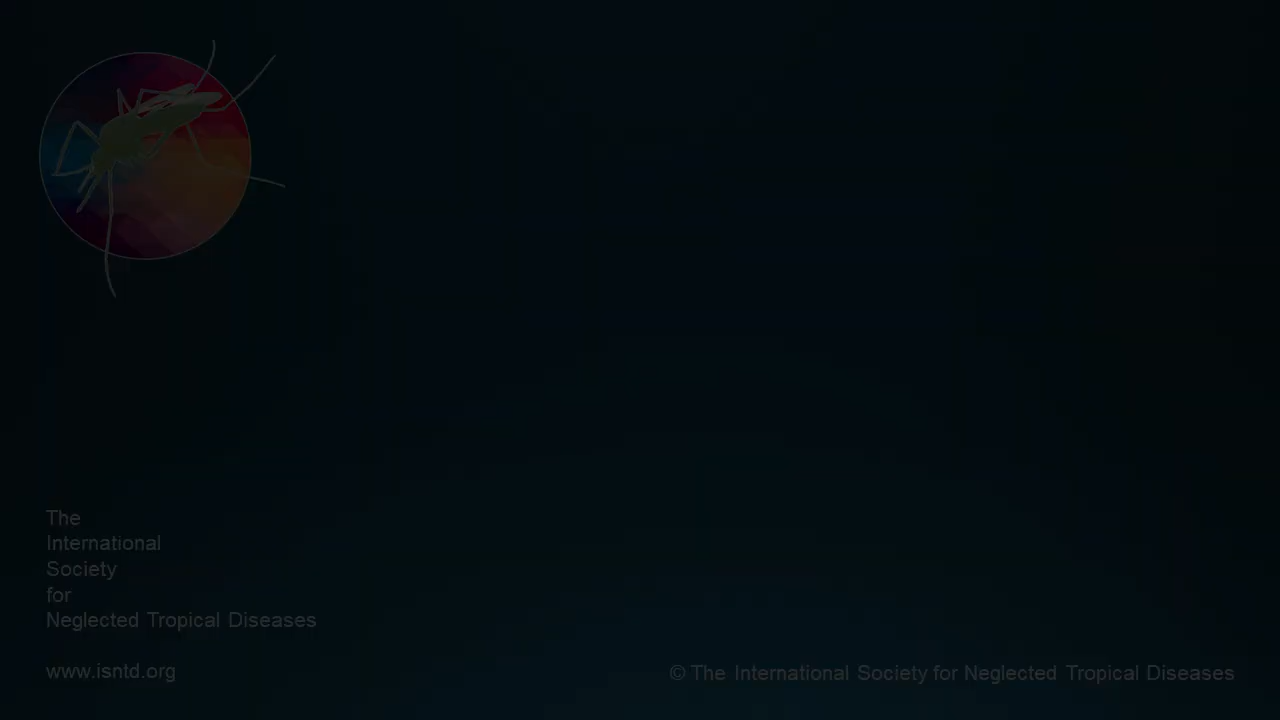 The
International
Society
for
Neglected Tropical Diseases
www.isntd.org
© The International Society for Neglected Tropical Diseases